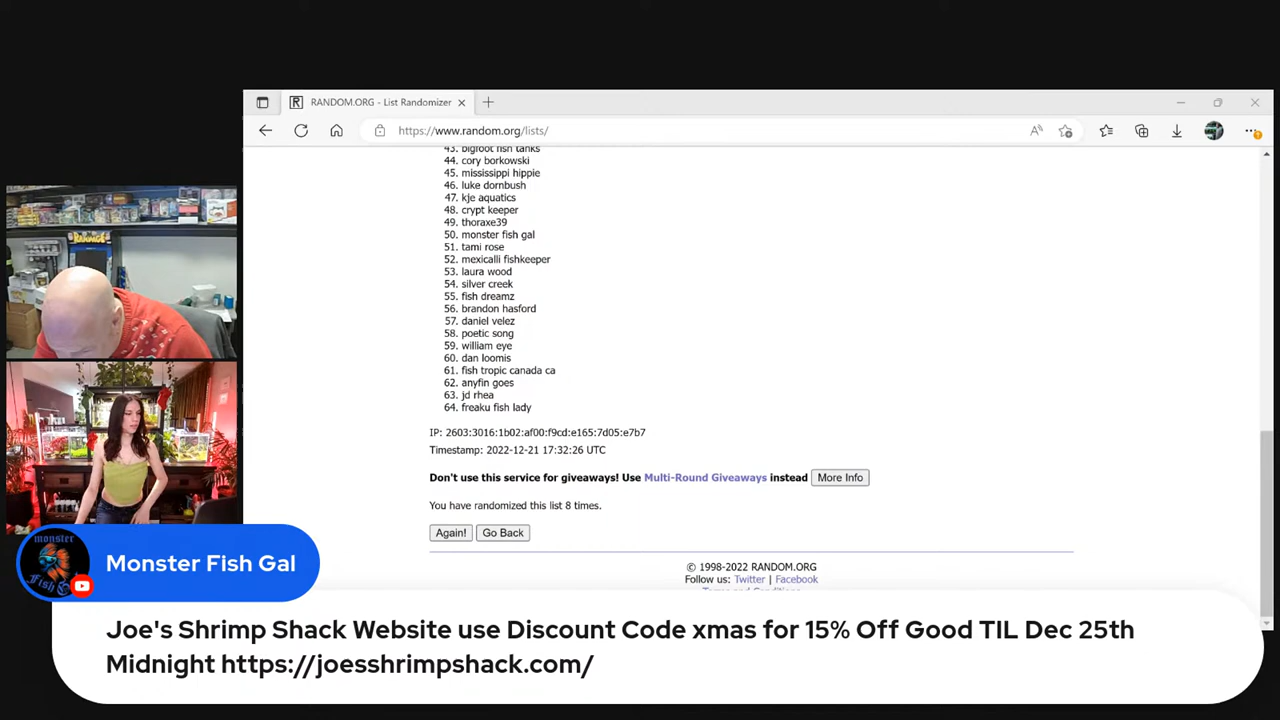 RANDOM.ORG - List Randomizer
https://www.random.org/lists/
43. bigfoot fish tanks
44. cory borkowski
45. mississippi hippie
46. luke dornbush
47. kje aquatics
48. crypt keeper
49. thoraxe39
50. monster fish gal
51. tami rose
52. mexicalli fishkeeper
53. laura wood
54. silver creek
55. fish dreamz
56. brandon hasford
57. daniel velez
58. poetic song
59. william eye
60. dan loomis
61. fish tropic canada ca
62. anyfin goes
63. jd rhea
64. freaku fish lady
IP: 2603:3016:1b02:af00:f9cd:e165:7d05:e7b7
Timestamp: 2022-12-21 17:32:26 UTC
Don't use this service for giveaways! Use Multi-Round Giveaways instead More Info
You have randomized this list 8 times.
Again! Go Back
© 1998-2022 RANDOM.ORG
Follow us: Twitter | Facebook
Terms and Conditions
monster
Monster Fish Gal
Joe's Shrimp Shack Website use Discount Code xmas for 15% Off Good TIL Dec 25th
Midnight https://joesshrimpshack.com/